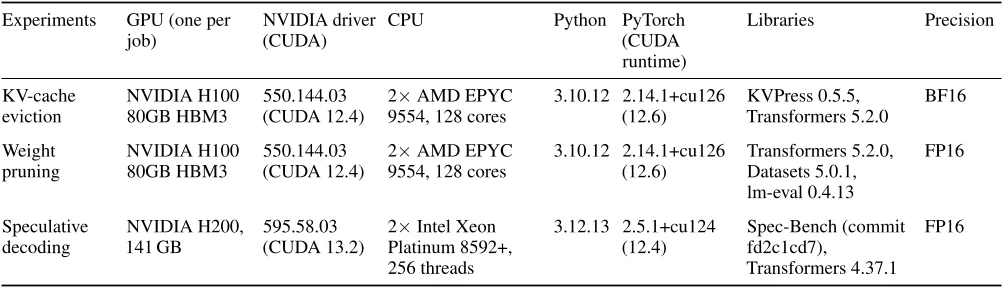 Experiments GPU (one per job) NVIDIA driver (CUDA) CPU Python PyTorch (CUDA runtime) Libraries Precision
KV-cache eviction NVIDIA H100 80GB HBM3 550.144.03 (CUDA 12.4) 2× AMD EPYC 9554, 128 cores 3.10.12 2.14.1+cu126 (12.6) KVPress 0.5.5, Transformers 5.2.0 BF16
Weight pruning NVIDIA H100 80GB HBM3 550.144.03 (CUDA 12.4) 2× AMD EPYC 9554, 128 cores 3.10.12 2.14.1+cu126 (12.6) Transformers 5.2.0, Datasets 5.0.1, lm-eval 0.4.13 FP16
Speculative decoding NVIDIA H200, 141 GB 595.58.03 (CUDA 13.2) 2× Intel Xeon Platinum 8592+, 256 threads 3.12.13 2.5.1+cu124 (12.4) Spec-Bench (commit fd2c1cd7), Transformers 4.37.1 FP16